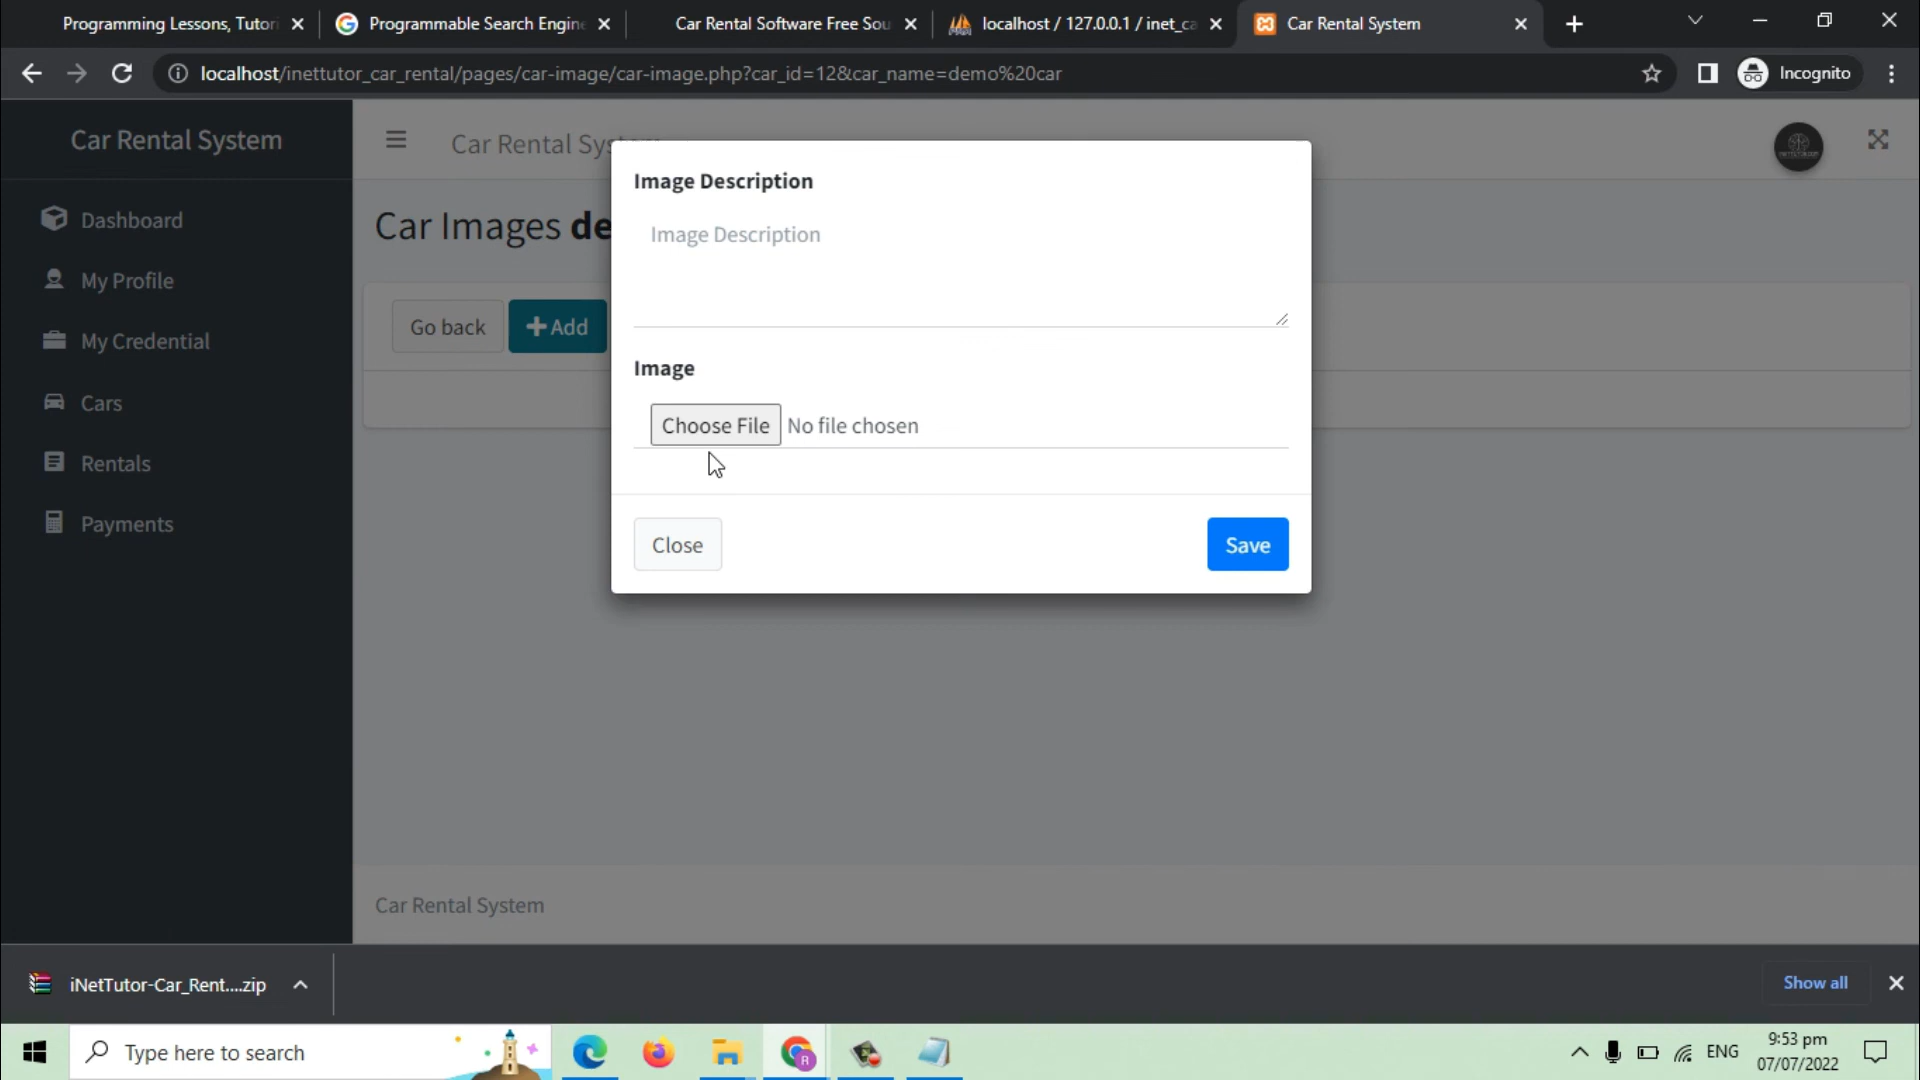 Programming Lessons, Tutori
Programmable Search Engine
Car Rental Software Free Sou
localhost / 127.0.0.1 / inet_ca
Car Rental System
localhost/inettutor_car_rental/pages/car-image/car-image.php?car_id=12&car_name=demo%20car
Incognito
Car Rental System
Car Rental Sys
Dashboard
My Profile
My Credential
Cars
Rentals
Payments
Car Images de
Go back
Add
Image Description
Image Description
Image
Choose File No file chosen
Close
Save
Car Rental System
iNetTutor-Car_Rent....zip
Show all
Type here to search
R
ENG
9:53 pm
07/07/2022